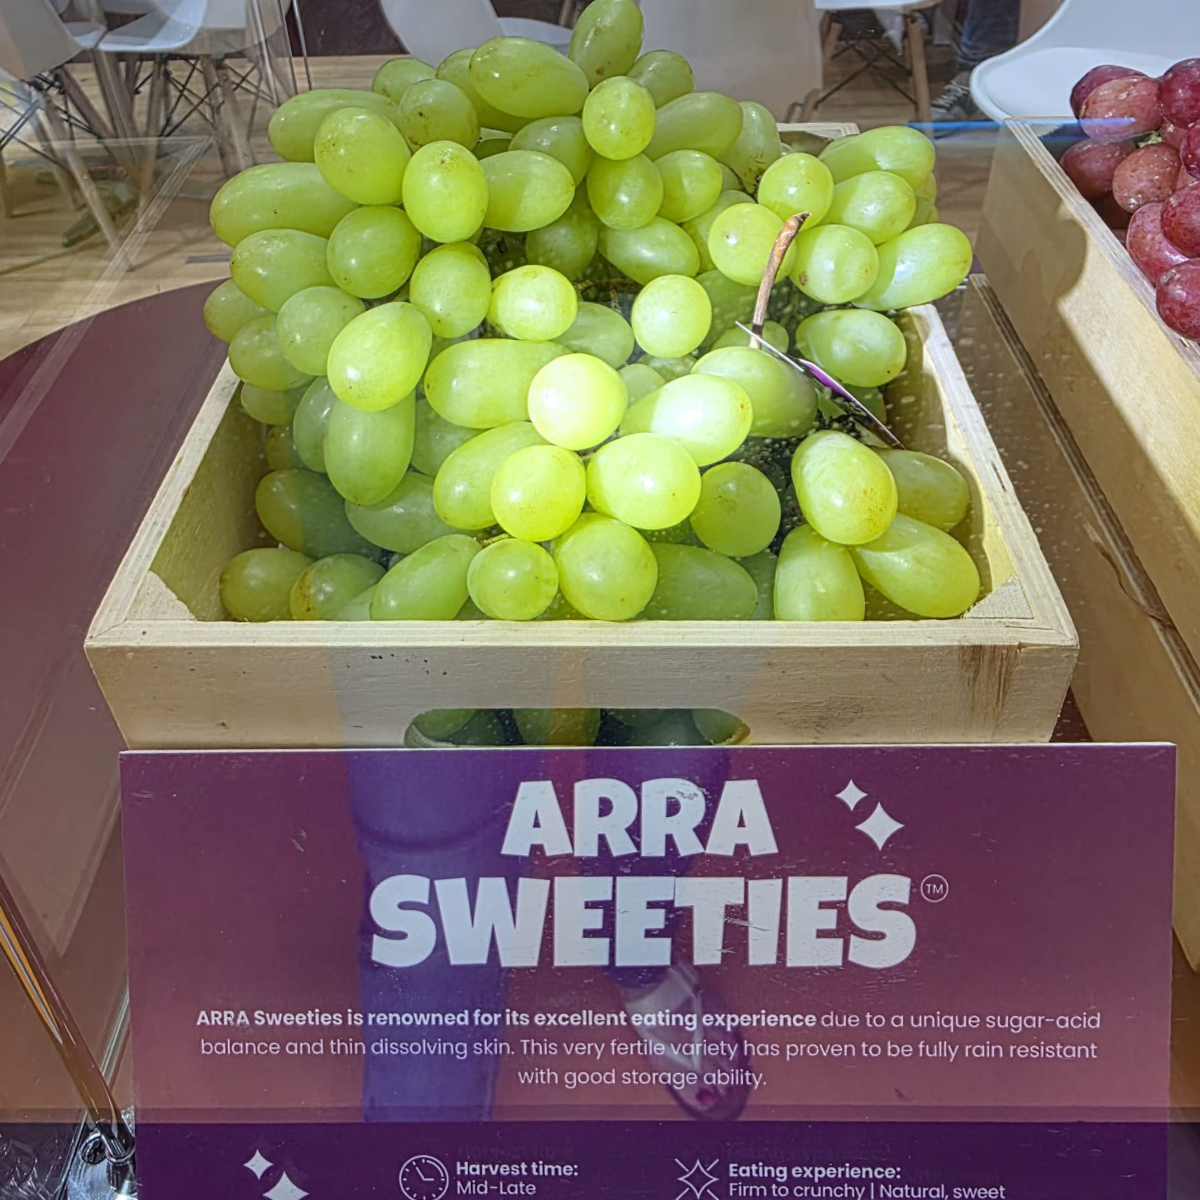 ARRA
SWEETIES™
ARRA Sweeties is renowned for its excellent eating experience due to a unique sugar-acid
balance and thin dissolving skin. This very fertile variety has proven to be fully rain resistant
with good storage ability.
Harvest time:
Mid-Late
Eating experience:
Firm to crunchy | Natural, sweet